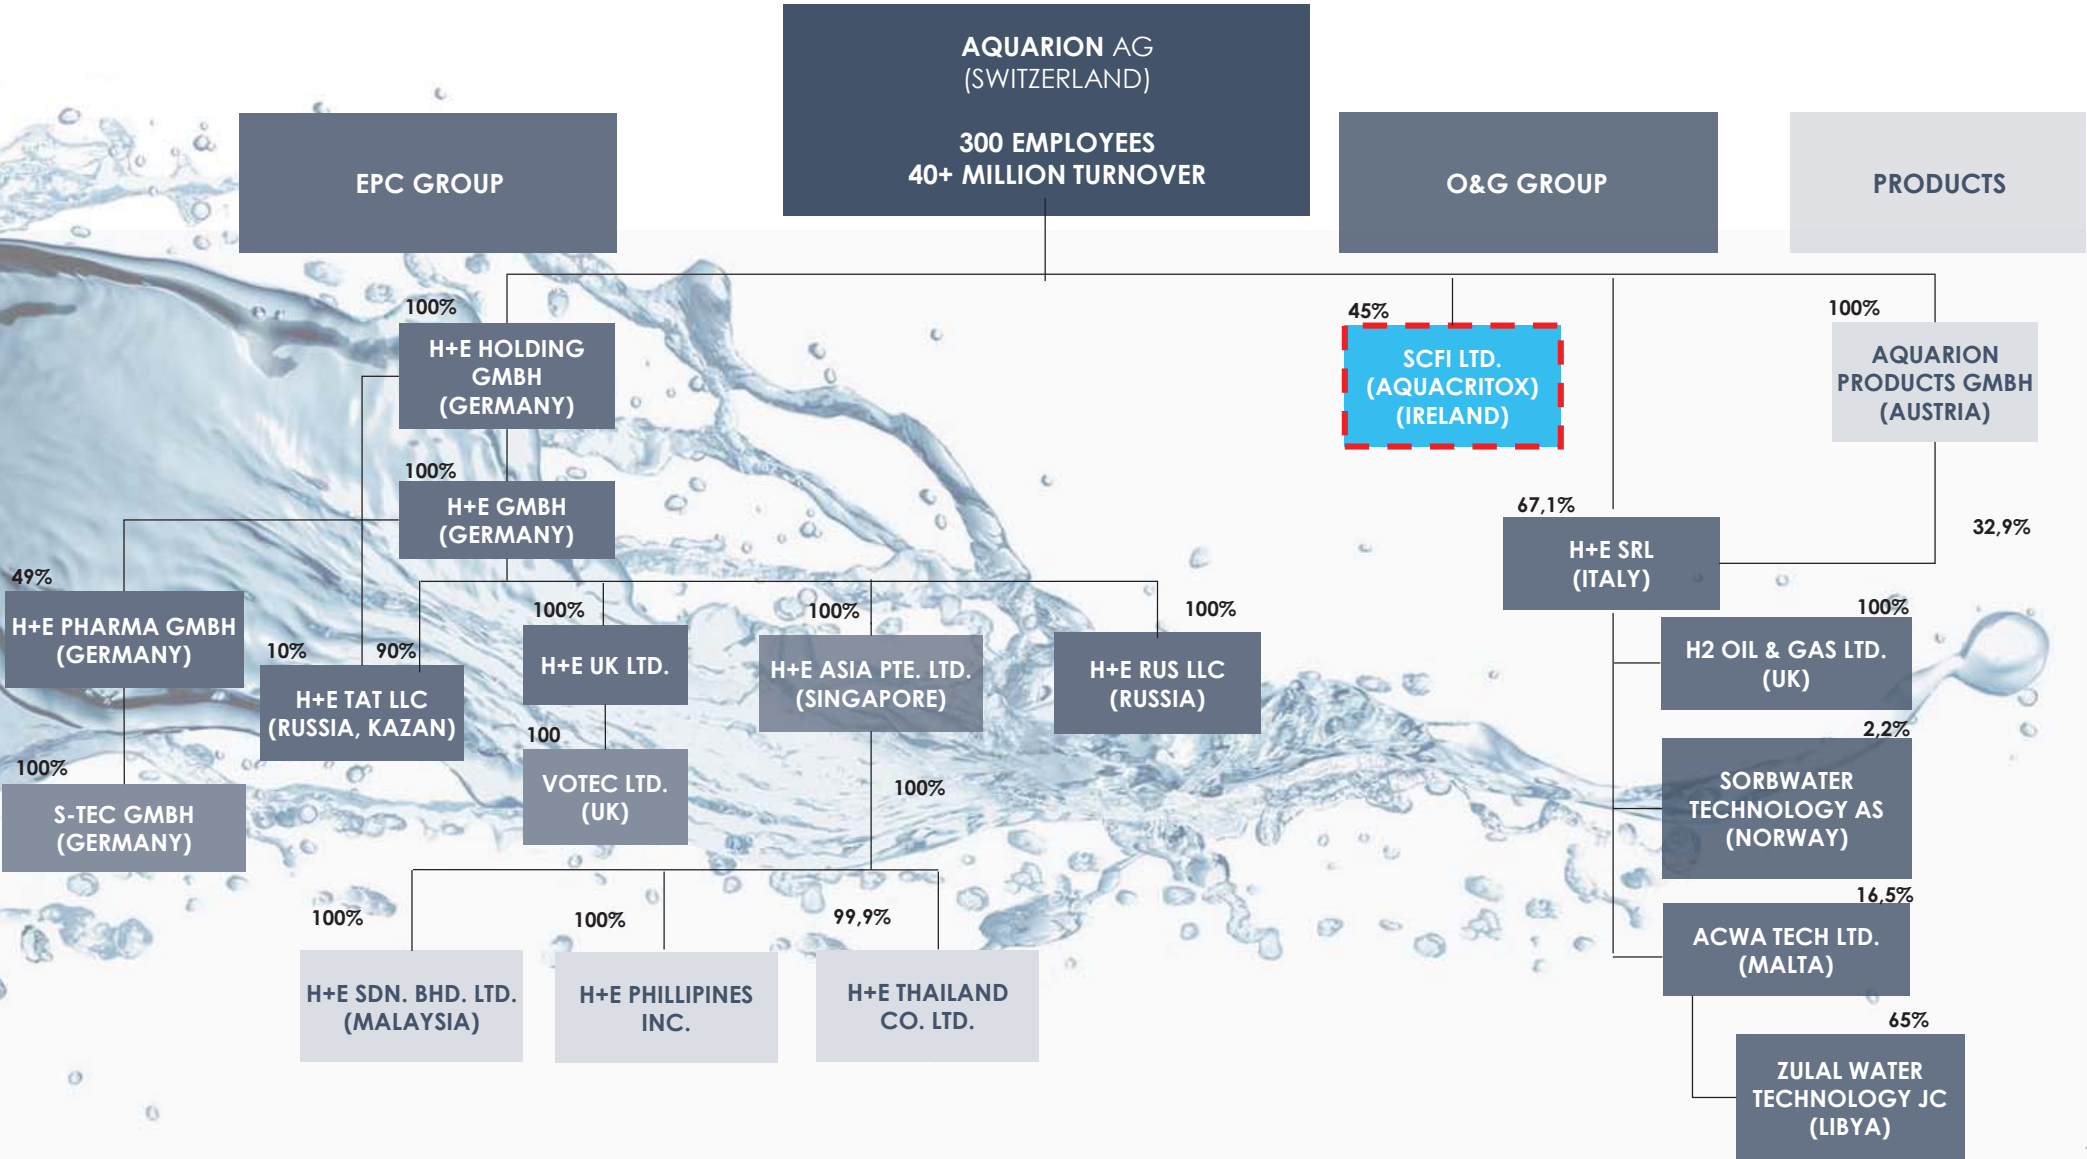 AQUARION AG
(SWITZERLAND)
300 EMPLOYEES
40+ MILLION TURNOVER
EPC GROUP
O&G GROUP
PRODUCTS
100%
H+E HOLDING
GMBH
(GERMANY)
45%
SCFI LTD.
(AQUACRITOX)
(IRELAND)
100%
AQUARION
PRODUCTS GMBH
(AUSTRIA)
100%
H+E GMBH
(GERMANY)
67,1%
H+E SRL
(ITALY)
32,9%
49%
H+E PHARMA GMBH
(GERMANY)
10%
90%
H+E TAT LLC
(RUSSIA, KAZAN)
100%
H+E UK LTD.
100%
H+E ASIA PTE. LTD.
(SINGAPORE)
100%
H+E RUS LLC
(RUSSIA)
100%
H2 OIL & GAS LTD.
(UK)
100%
S-TEC GMBH
(GERMANY)
100
VOTEC LTD.
(UK)
100%
2,2%
SORBWATER
TECHNOLOGY AS
(NORWAY)
100%
H+E SDN. BHD. LTD.
(MALAYSIA)
100%
H+E PHILLIPINES
INC.
99,9%
H+E THAILAND
CO. LTD.
16,5%
ACWA TECH LTD.
(MALTA)
65%
ZULAL WATER
TECHNOLOGY JC
(LIBYA)